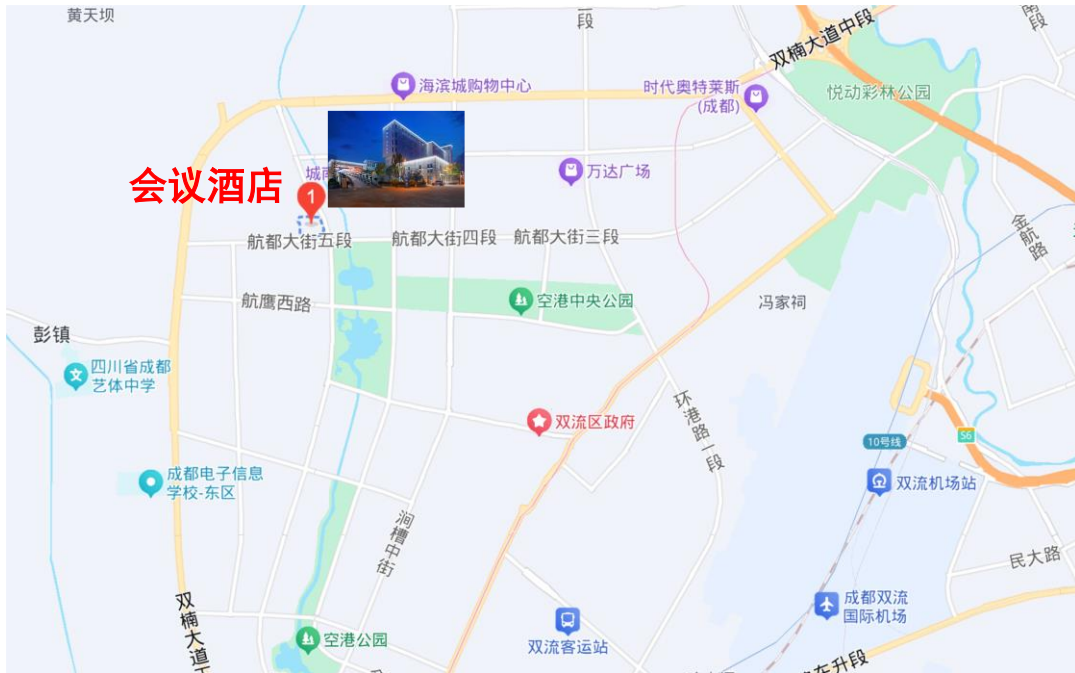 黄天坝
段
双楠大道中段
南
段
海滨城购物中心
时代奥特莱斯
(成都)
悦动彩林公园
万达广场
城南
会议酒店
1
航都大街五段
航都大街四段
航都大街三段
金航路
航鹰西路
空港中央公园
冯家祠
彭镇
四川省成都
艺体中学
环港路一段
双流区政府
10号线
S6
成都电子信息
学校-东区
双流机场站
涧槽中街
民大路
双楠大道
成都双流
国际机场
空港公园
双流客运站
东升段